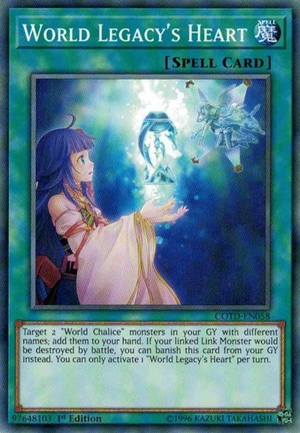 WORLD LEGACY'S HEART
SPELL
魔
[SPELL CARD]
COTD-EN058
Target 2 "World Chalice" monsters in your GY with different
names; add them to your hand. If your linked Link Monster would
be destroyed by battle, you can banish this card from your GY
instead. You can only activate 1 "World Legacy's Heart" per turn.
97648103
1st Edition
©1996 KAZUKI TAKAHASHI